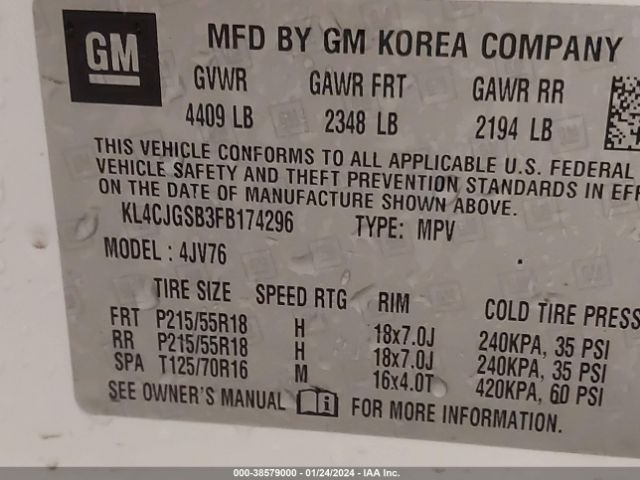 GM
MFD BY GM KOREA COMPANY
GVWR GAWR FRT GAWR RR
4409 LB 2348 LB 2194 LB
THIS VEHICLE CONFORMS TO ALL APPLICABLE U.S. FEDERAL
VEHICLE SAFETY AND THEFT PREVENTION STANDARDS IN EFF
ON THE DATE OF MANUFACTURE SHOWN ABOVE.
KL4CJGSB3FB174296 TYPE: MPV
MODEL : 4JV76
TIRE SIZE SPEED RTG RIM COLD TIRE PRESS
FRT P215/55R18 H 18x7.0J 240KPA, 35 PSI
RR P215/55R18 H 18x7.0J 240KPA, 35 PSI
SPA T125/70R16 M 16x4.0T 420KPA, 60 PSI
SEE OWNER'S MANUAL FOR MORE INFORMATION.
000-38579000 - 01/24/2024 - IAA Inc.